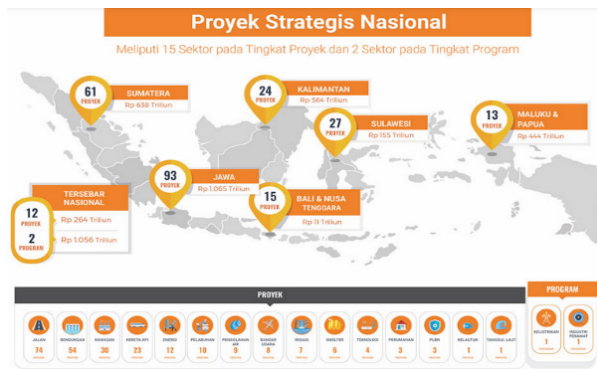 Proyek Strategis Nasional
Meliputi 15 Sektor pada Tingkat Proyek dan 2 Sektor pada Tingkat Program
61
PROYEK
SUMATERA
Rp 638 Triliun
24
PROYEK
KALIMANTAN
Rp 564 Triliun
27
PROYEK
SULAWESI
Rp 155 Triliun
13
PROYEK
MALUKU &
PAPUA
Rp 444 Triliun
93
PROYEK
JAWA
Rp 1.065 Triliun
15
PROYEK
BALI & NUSA
TENGGARA
Rp 11 Triliun
TERSEBAR
NASIONAL
12
PROYEK
Rp 264 Triliun
2
PROGRAM
Rp 1.056 Triliun
PROYEK
JALAN
74
BENDUNGAN
54
KAWASAN
30
KERETA API
23
ENERGI
12
PELABUHAN
10
PENGOLAHAN
AIR
9
BANDAR
UDARA
8
IRIGASI
7
SMELTER
6
TEKNOLOGI
4
PERUMAHAN
3
PLBN
3
KELAUTAN
1
TANGGUL LAUT
1
PROGRAM
KELISTRIKAN
1
INDUSTRI
PESAWAT
1